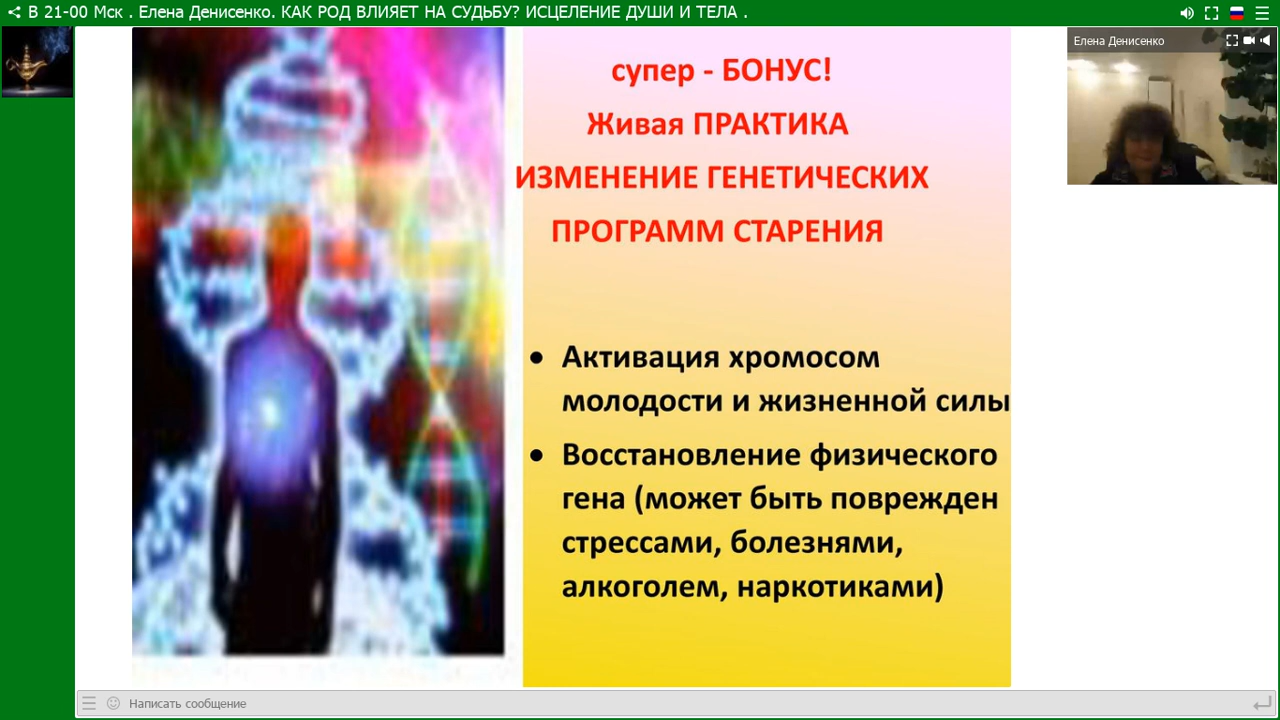 В 21-00 Мск . Елена Денисенко. КАК РОД ВЛИЯЕТ НА СУДЬБУ? ИСЦЕЛЕНИЕ ДУШИ И ТЕЛА .
Елена Денисенко
супер - БОНУС!
Живая ПРАКТИКА
ИЗМЕНЕНИЕ ГЕНЕТИЧЕСКИХ
ПРОГРАММ СТАРЕНИЯ
• Активация хромосом
молодости и жизненной силы
• Восстановление физического
гена (может быть поврежден
стрессами, болезнями,
алкоголем, наркотиками)
Написать сообщение